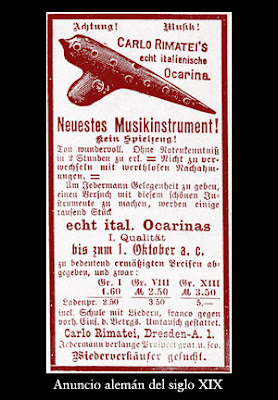 Achtung! Musik!
CARLO RIMATEI'S
echt italienische
Ocarina.
Neuestes Musikinstrument!
Kein Spielzeug!
Ton wundervoll. Ohne Notenkenntniß
in 2 Stunden zu erl. = Nicht zu ver-
wechseln mit werthlosen Nachahm-
ungen. =
Um Jedermann Gelegenheit zu geben,
einen Versuch mit diesem schönen In-
strumente zu machen, werden einige
tausend Stück
echt ital. Ocarinas
I. Qualität
bis zum 1. Oktober a. c.
zu bedeutend ermäßigten Preisen ab-
gegeben, und zwar:
Gr. I Gr. VIII Gr. XIII
1.60 M 2.50 M 3.50
Ladenpr. 2.50 3.50 5.—
incl. Schule mit Liedern, franco gegen
vorh. Eins. d. Betrgs. Umtausch gestattet.
Carlo Rimatei, Dresden-A. 1.
Jedermann verlange Prospect grat. u. fco.
Wiederverkäufer gesucht.
Anuncio alemán del siglo XIX